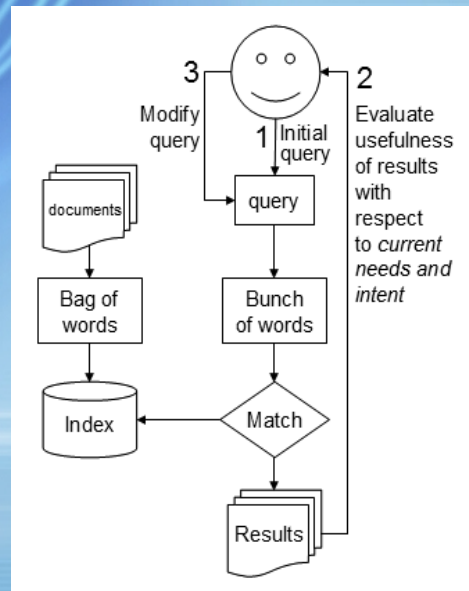 3
2
Modify
query
1
Initial
query
Evaluate
usefulness
of results
with
respect
to current
needs and
intent
documents
query
Bag of
words
Bunch
of words
Index
Match
Results